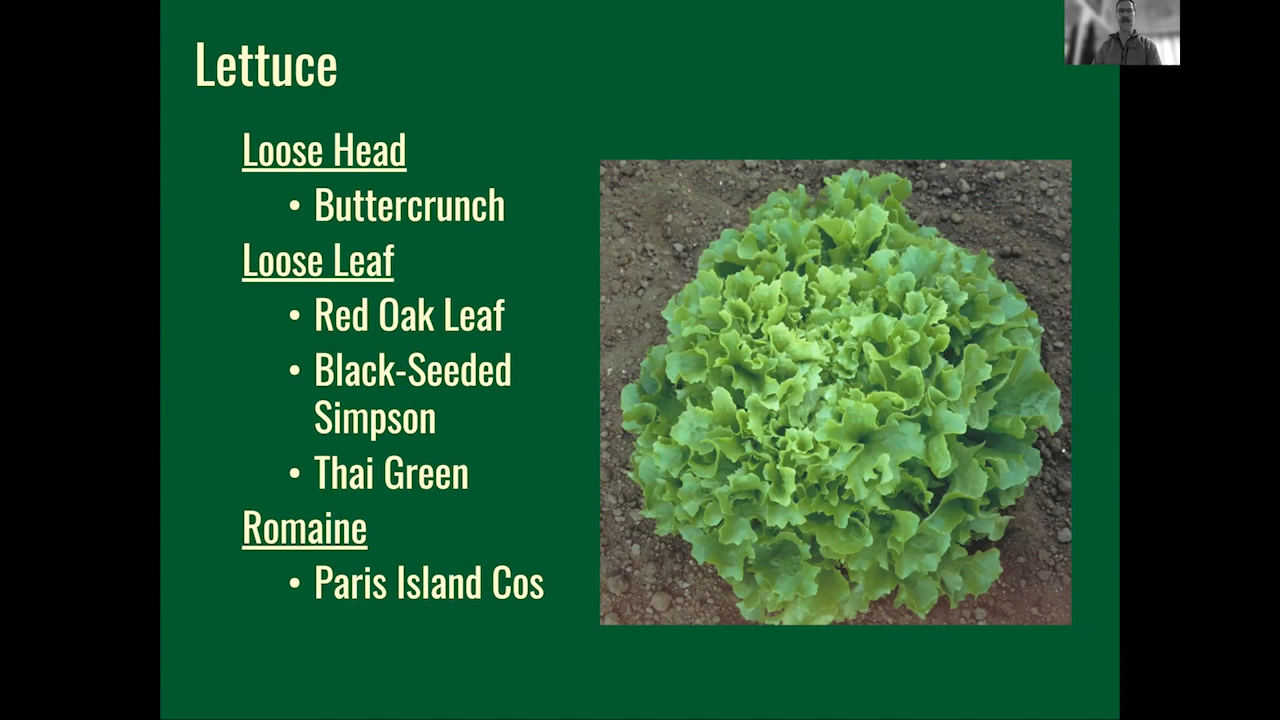 Lettuce
Loose Head
• Buttercrunch
Loose Leaf
• Red Oak Leaf
• Black-Seeded
Simpson
• Thai Green
Romaine
• Paris Island Cos